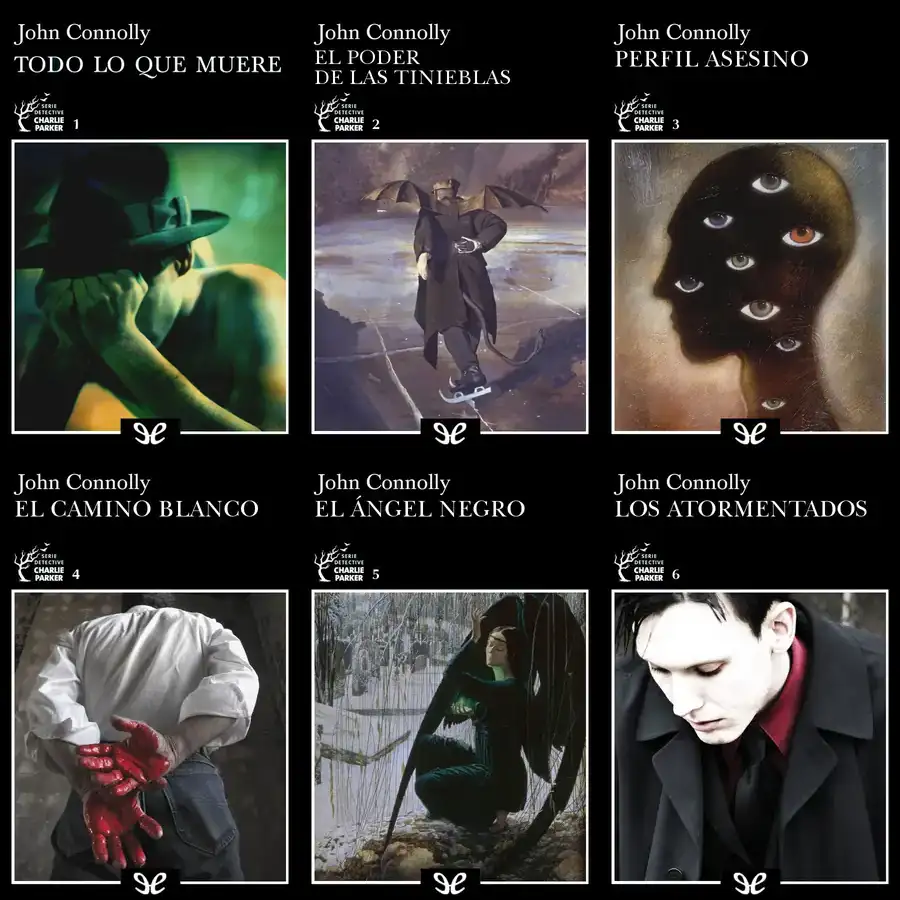 John Connolly
TODO LO QUE MUERE
SERIE
DETECTIVE
CHARLIE
PARKER 1
John Connolly
EL PODER
DE LAS TINIEBLAS
SERIE
DETECTIVE
CHARLIE
PARKER 2
John Connolly
PERFIL ASESINO
SERIE
DETECTIVE
CHARLIE
PARKER 3
John Connolly
EL CAMINO BLANCO
SERIE
DETECTIVE
CHARLIE
PARKER 4
John Connolly
EL ÁNGEL NEGRO
SERIE
DETECTIVE
CHARLIE
PARKER 5
John Connolly
LOS ATORMENTADOS
SERIE
DETECTIVE
CHARLIE
PARKER 6